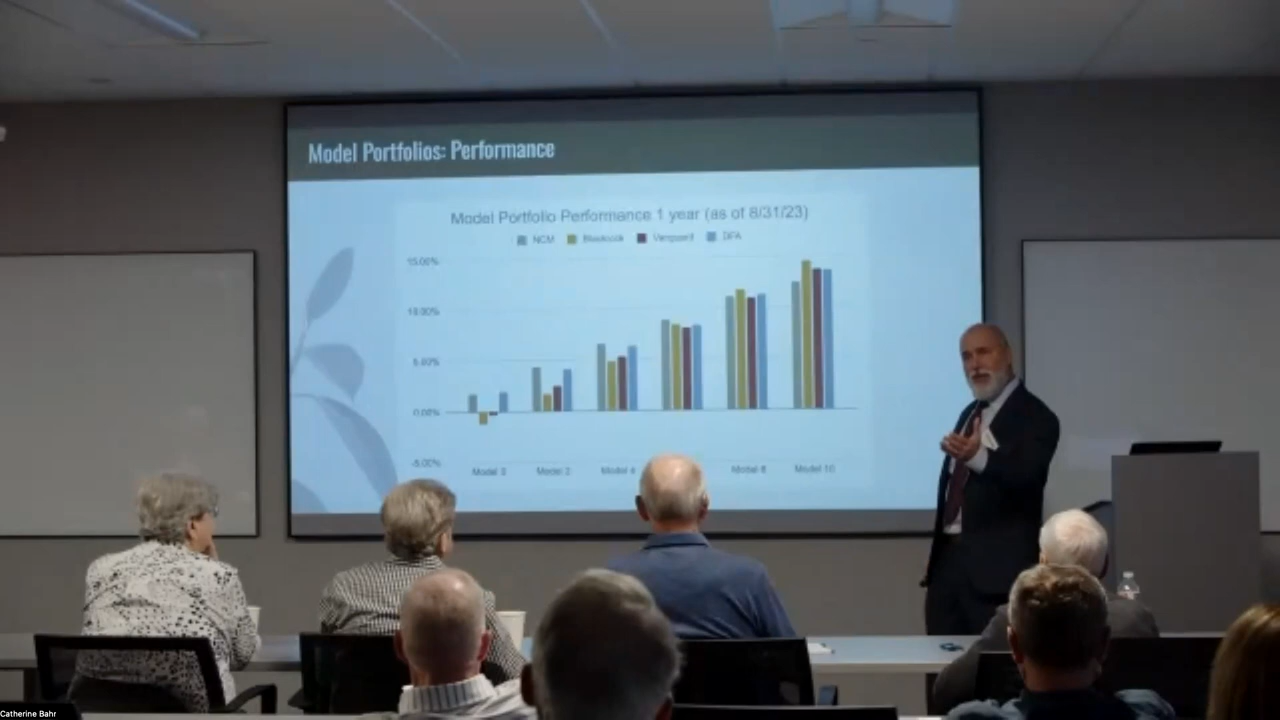 Model Portfolios: Performance
Model Portfolio Performance 1 year (as of 8/31/23)
NCM Blackrock Vanguard DFA
15.00%
10.00%
5.00%
0.00%
-5.00%
Model 0 Model 2 Model 4 Model 8 Model 10
Catherine Bahr